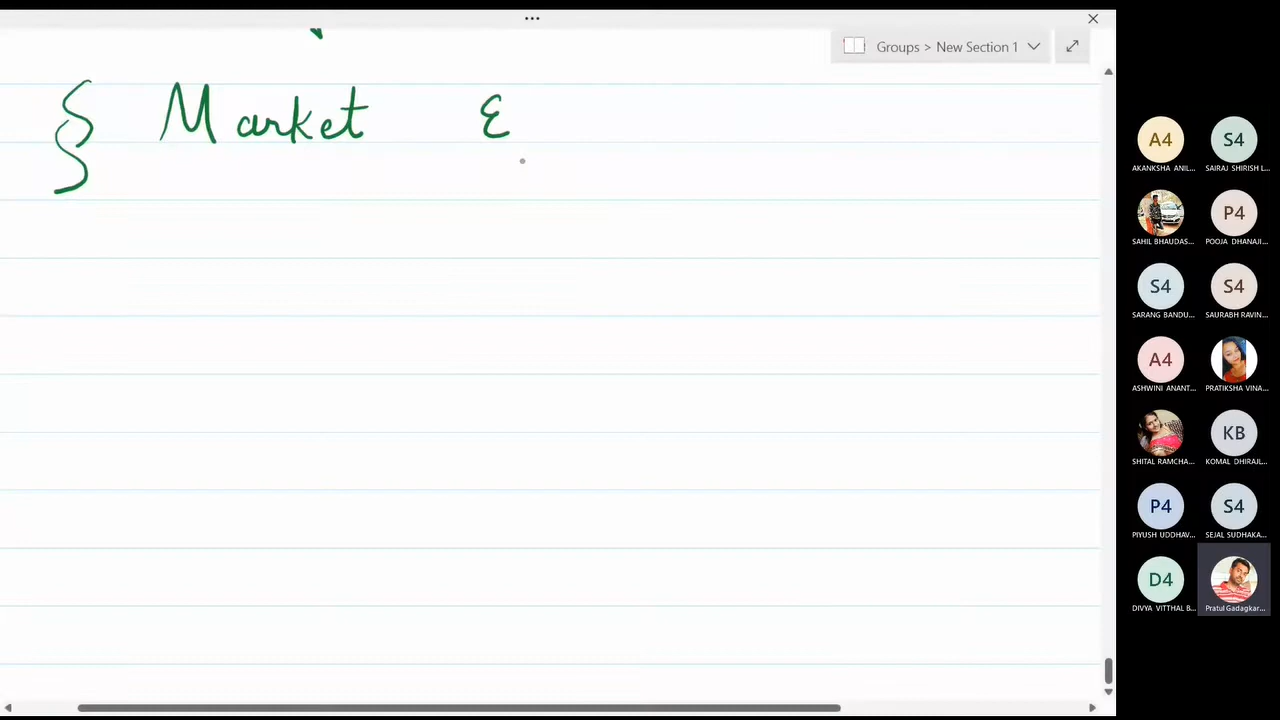 ...
Groups > New Section 1
§ Market E
A4 S4
AKANKSHA ANIL... SAIRAJ SHIRISH L...
P4
SAHIL BHAUDAS... POOJA DHANAJI...
S4 S4
SARANG BANDU... SAURABH RAVIN...
A4
ASHWINI ANANT... PRATIKSHA VINA...
KB
SHITAL RAMCHA... KOMAL DHIRAJL...
P4 S4
PIYUSH UDDHAV... SEJAL SUDHAKA...
D4
DIVYA VITTHAL B... Pratul Gadagkar...